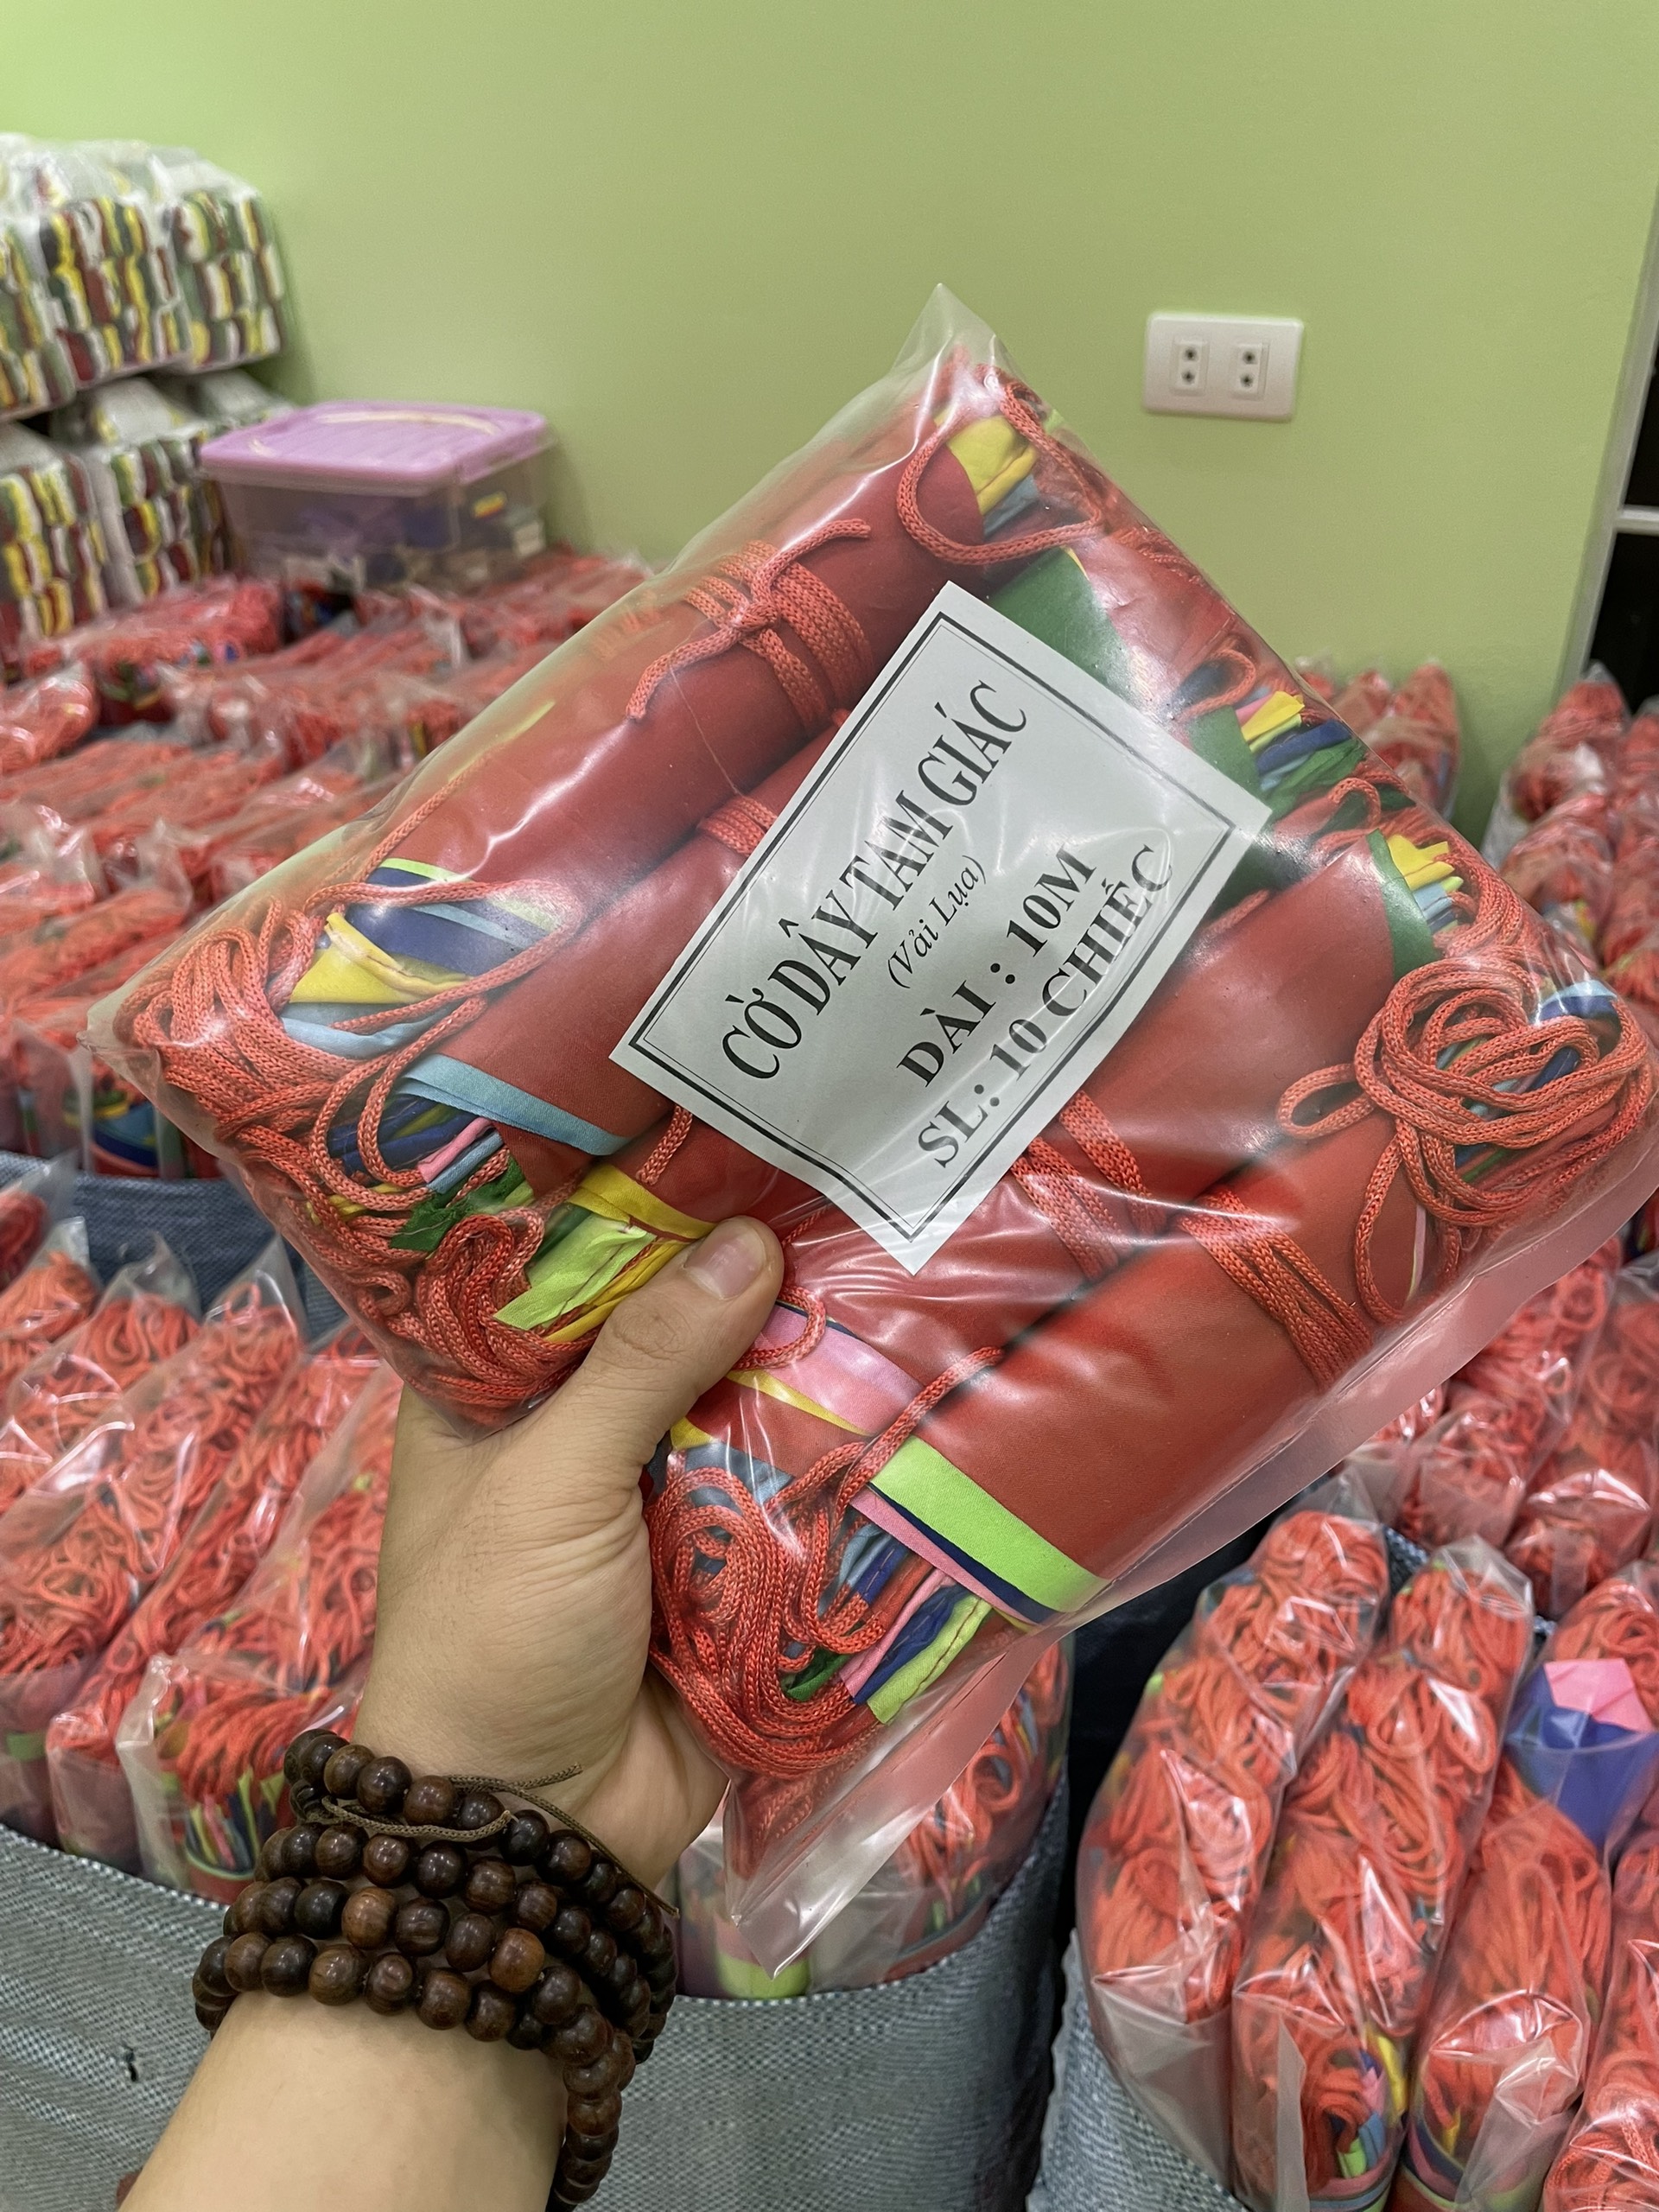 CỜ DÂY TAM GIÁC
(Vải Lụa)
DÀI : 10M
SL: 10 CHIẾC